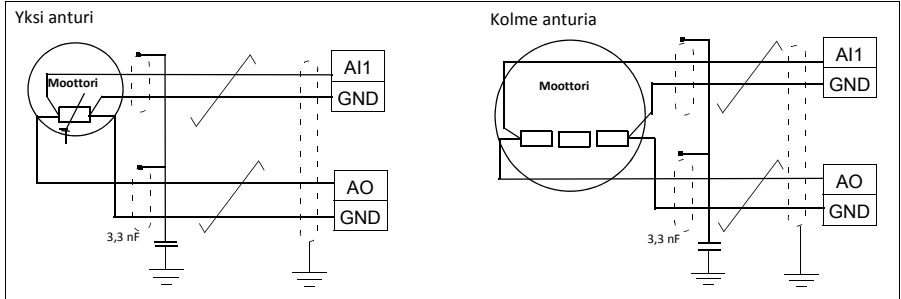 Yksi anturi
Moottori
AI1
GND
AO
GND
3,3 nF
Kolme anturia
Moottori
AI1
GND
AO
GND
3,3 nF